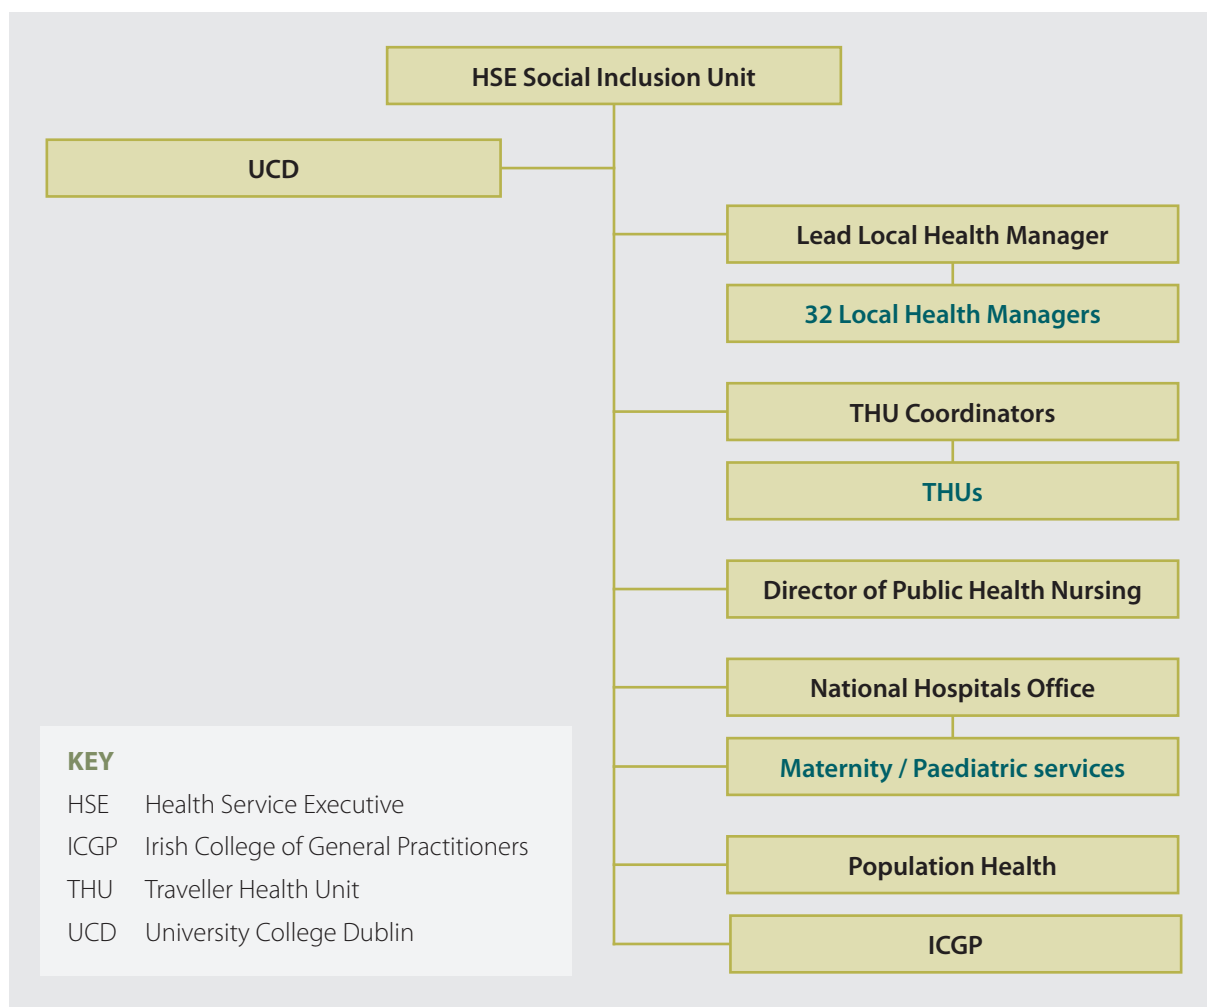 HSE Social Inclusion Unit
UCD
Lead Local Health Manager
32 Local Health Managers
THU Coordinators
THUs
Director of Public Health Nursing
National Hospitals Office
Maternity / Paediatric services
Population Health
ICGP
KEY
HSE Health Service Executive
ICGP Irish College of General Practitioners
THU Traveller Health Unit
UCD University College Dublin